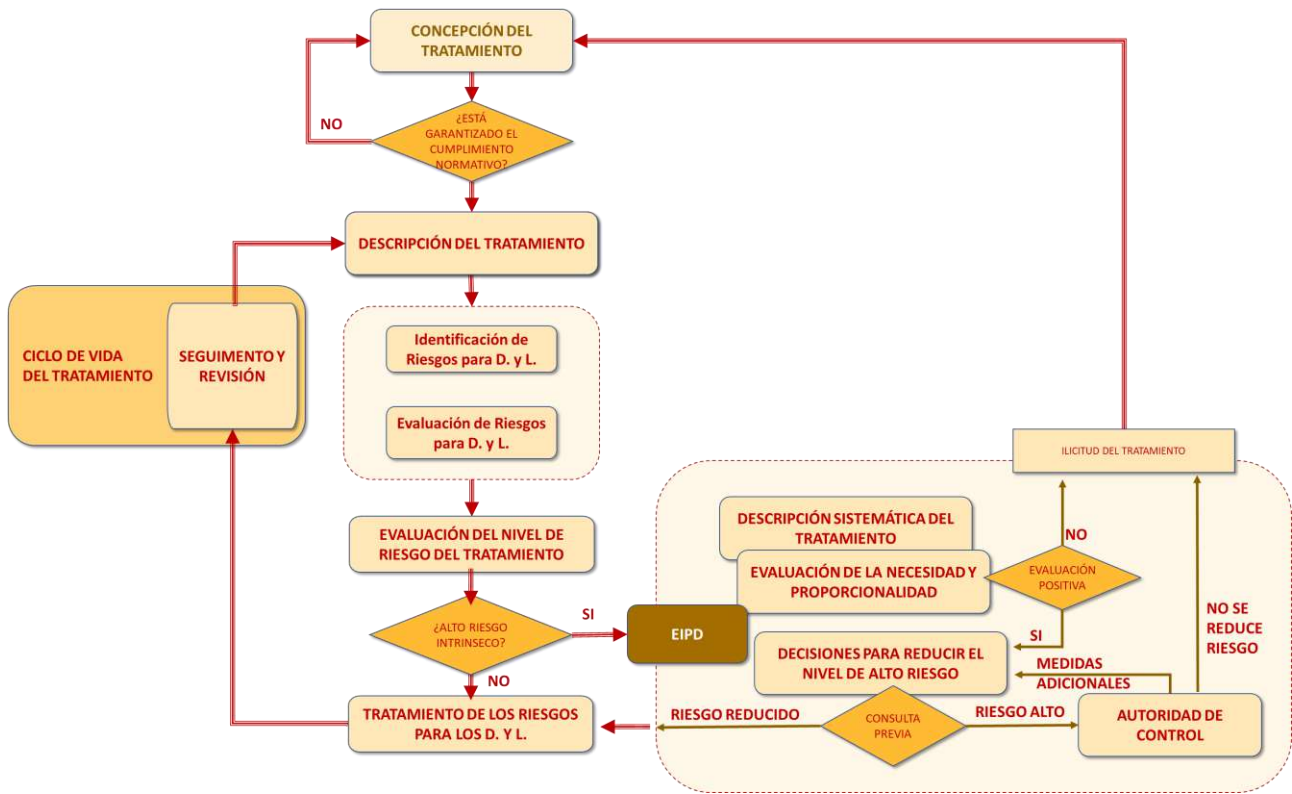 CONCEPCIÓN DEL
TRATAMIENTO
¿ESTÁ
GARANTIZADO EL
CUMPLIMIENTO
NORMATIVO?
NO
DESCRIPCIÓN DEL TRATAMIENTO
CICLO DE VIDA
DEL TRATAMIENTO
SEGUIMENTO Y
REVISIÓN
Identificación de
Riesgos para D. y L.
Evaluación de Riesgos
para D. y L.
EVALUACIÓN DEL NIVEL DE
RIESGO DEL TRATAMIENTO
¿ALTO RIESGO
INTRINSECO?
SI
NO
TRATAMIENTO DE LOS RIESGOS
PARA LOS D. Y L.
EIPD
ILICITUD DEL TRATAMIENTO
DESCRIPCIÓN SISTEMÁTICA DEL
TRATAMIENTO
EVALUACIÓN DE LA NECESIDAD Y
PROPORCIONALIDAD
NO
EVALUACIÓN
POSITIVA
SI
DECISIONES PARA REDUCIR EL
NIVEL DE ALTO RIESGO
MEDIDAS
ADICIONALES
NO SE
REDUCE
RIESGO
RIESGO REDUCIDO
CONSULTA
PREVIA
RIESGO ALTO
AUTORIDAD DE
CONTROL